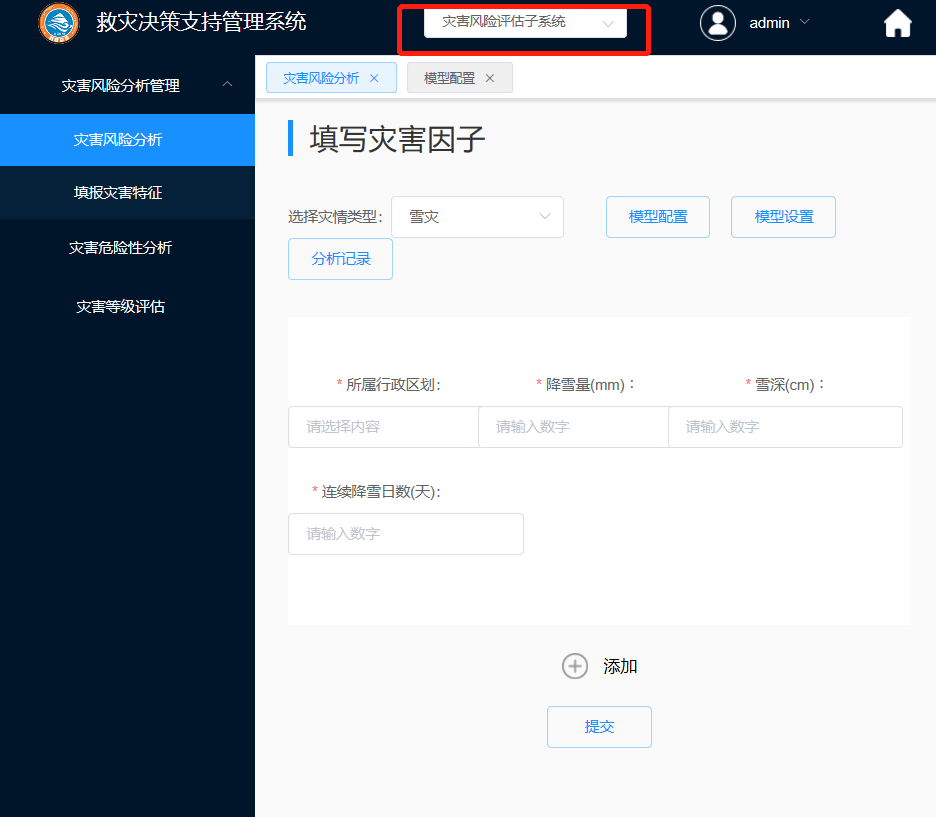 救灾决策支持管理系统
灾害风险评估子系统
admin
灾害风险分析管理
灾害风险分析
填报灾害特征
灾害危险性分析
灾害等级评估
灾害风险分析 ×
模型配置 ×
填写灾害因子
选择灾情类型:
雪灾
模型配置
模型设置
分析记录
* 所属行政区划:
* 降雪量(mm)：
* 雪深(cm)：
请选择内容
请输入数字
请输入数字
* 连续降雪日数(天):
请输入数字
添加
提交